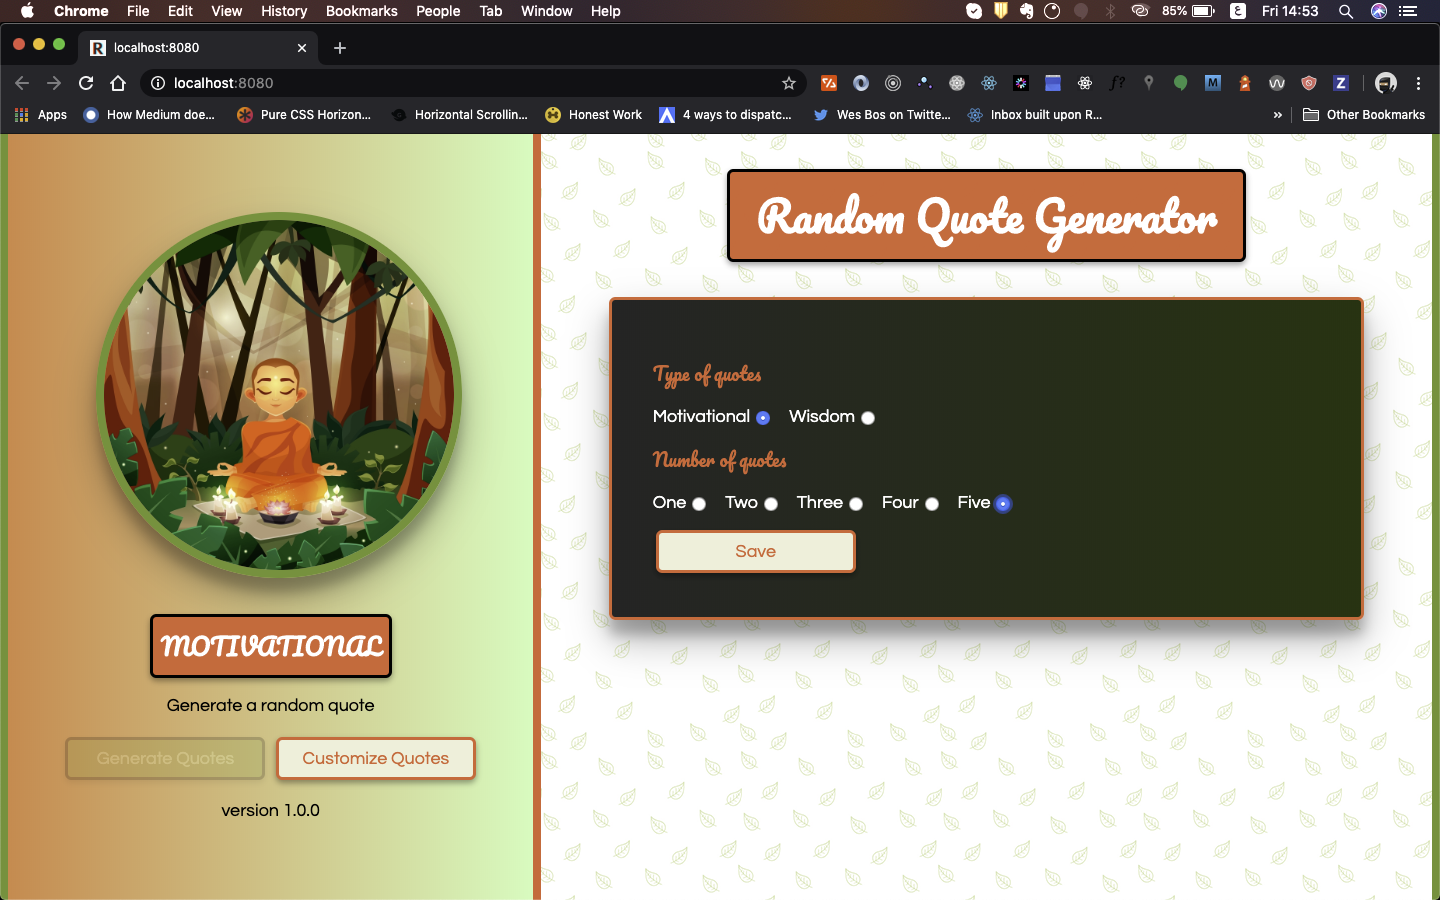 Chrome File Edit View History Bookmarks People Tab Window Help 85% ع Fri 14:53
R localhost:8080
localhost:8080 f? M Z
Apps How Medium doe... Pure CSS Horizon... Horizontal Scrollin... Honest Work 4 ways to dispatc... Wes Bos on Twitte... Inbox built upon R... » Other Bookmarks
Random Quote Generator
Type of quotes
Motivational Wisdom
Number of quotes
One Two Three Four Five
Save
MOTIVATIONAL
Generate a random quote
Generate Quotes Customize Quotes
version 1.0.0